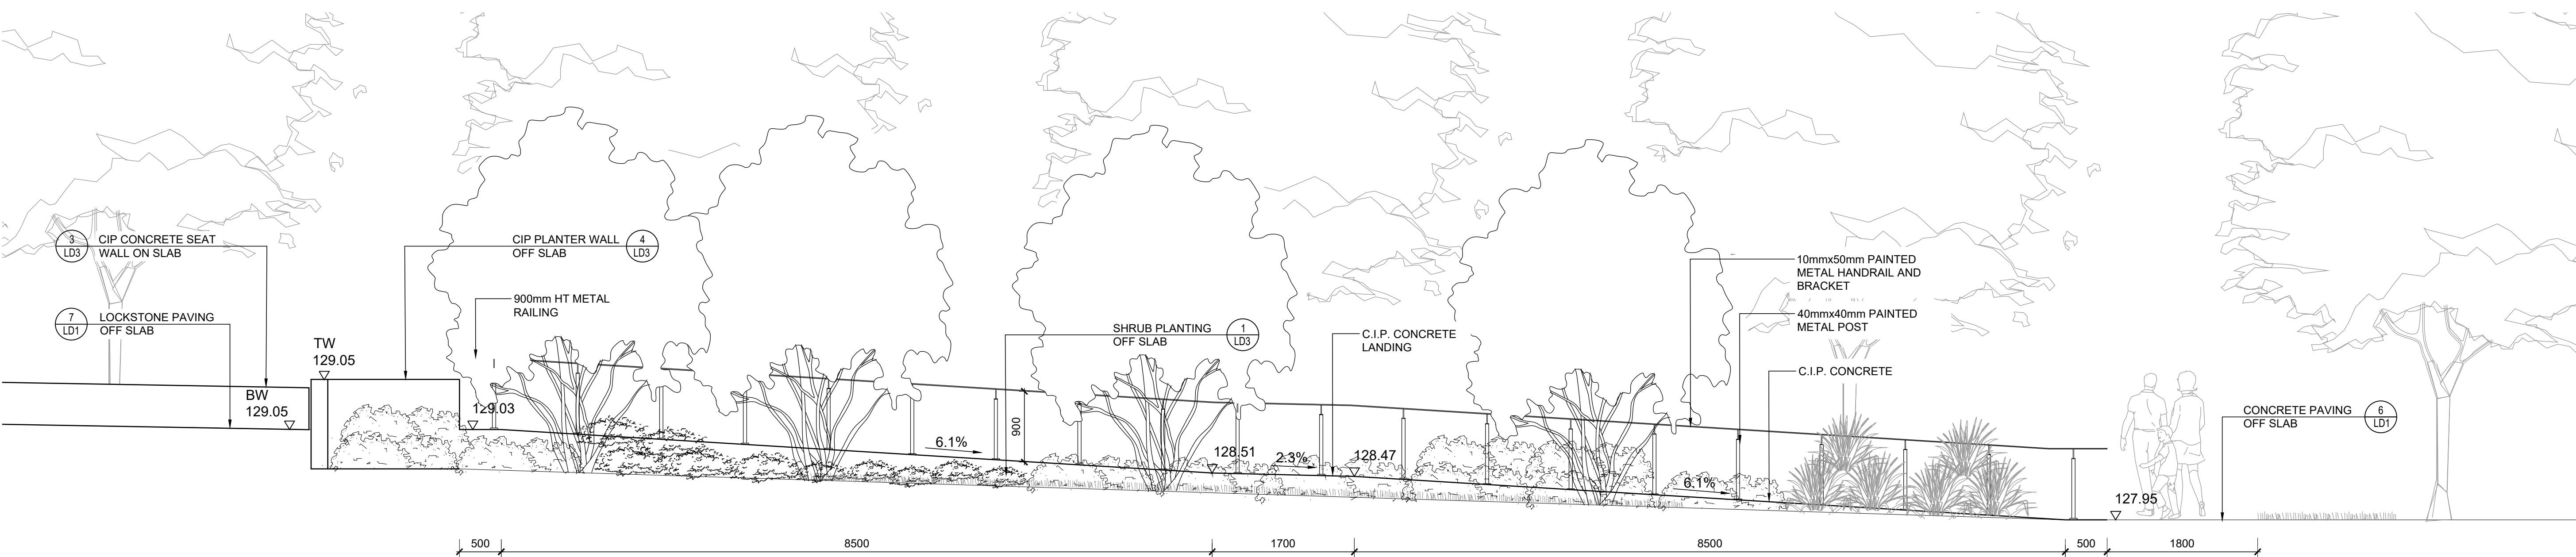 3
LD3
CIP CONCRETE SEAT
WALL ON SLAB
7
LD1
LOCKSTONE PAVING
OFF SLAB
TW
129.05
BW
129.05
CIP PLANTER WALL
OFF SLAB
4
LD3
900mm HT METAL
RAILING
129.03
6.1%
900
SHRUB PLANTING
OFF SLAB
1
LD3
128.51
2.3%
128.47
C.I.P. CONCRETE
LANDING
10mmx50mm PAINTED
METAL HANDRAIL AND
BRACKET
40mmx40mm PAINTED
METAL POST
C.I.P. CONCRETE
6.1%
127.95
CONCRETE PAVING
OFF SLAB
6
LD1
500
8500
1700
8500
500
1800